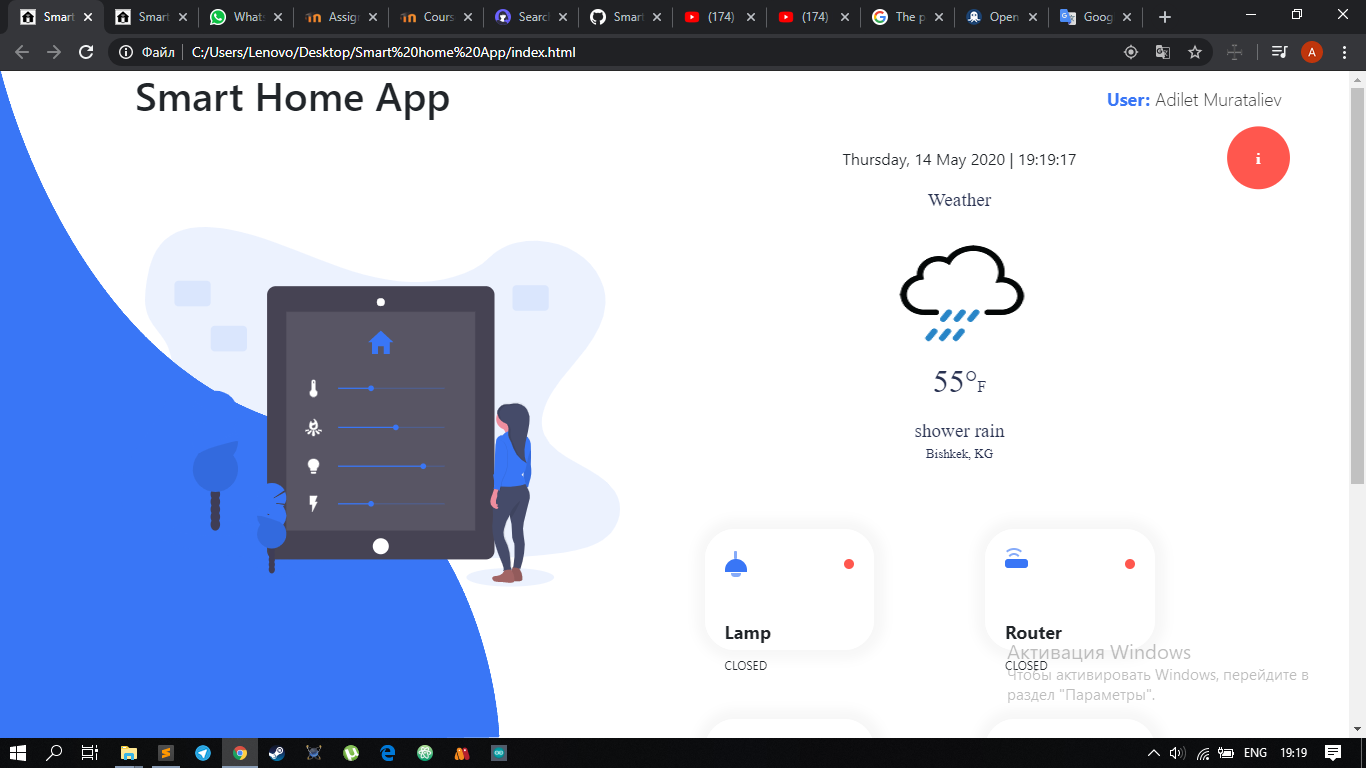 Smart
Smart
Whats
Assign
Cours
Searc
Smart
(174)
(174)
The p
Open
Goog
Файл
C:/Users/Lenovo/Desktop/Smart%20home%20App/index.html
A
Smart Home App
User: Adilet Murataliev
Thursday, 14 May 2020 | 19:19:17
i
Weather
55°F
shower rain
Bishkek, KG
Lamp
Router
CLOSED
CLOSED
Активация Windows
Чтобы активировать Windows, перейдите в
раздел "Параметры".
ENG
19:19